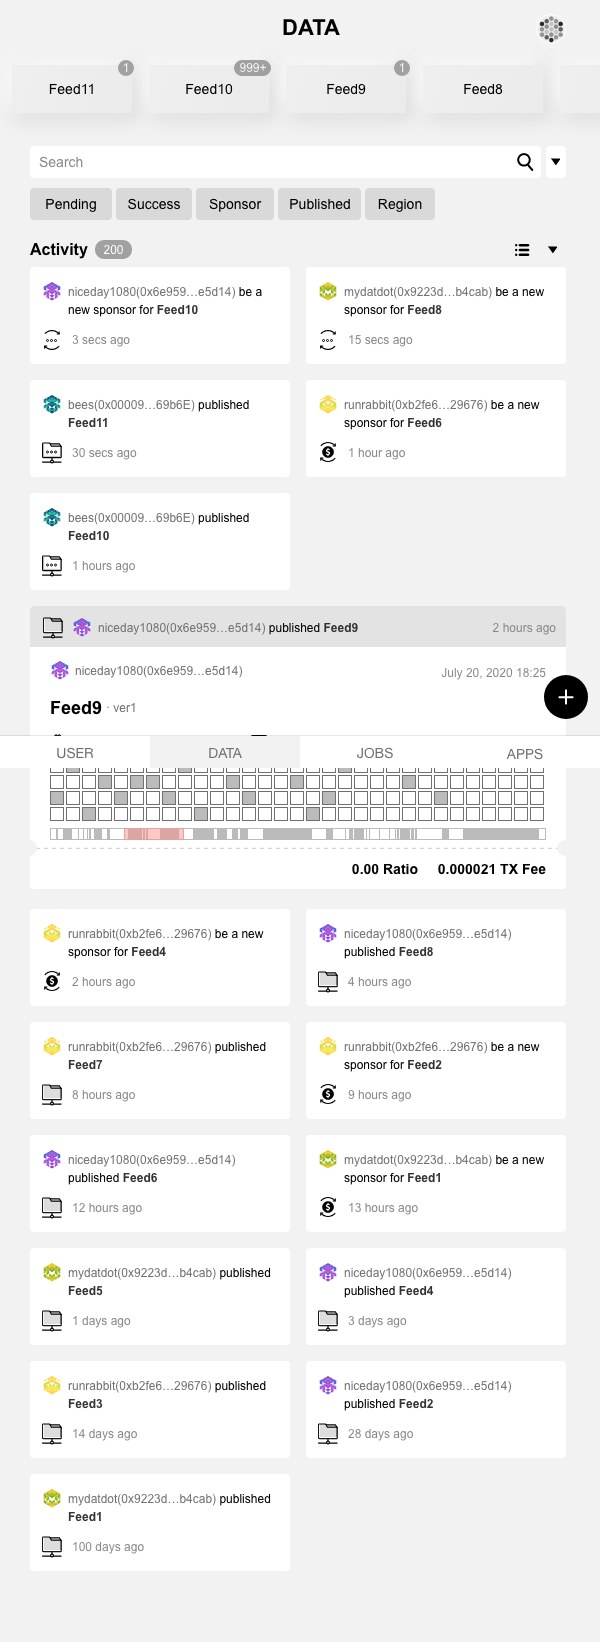 DATA
1
999+
1
Feed11
Feed10
Feed9
Feed8
Search
Pending
Success
Sponsor
Published
Region
Activity 200
niceday1080(0x6e959...e5d14) be a
new sponsor for Feed10
3 secs ago
mydatdot(0x9223d...b4cab) be a new
sponsor for Feed8
15 secs ago
bees(0x00009...69b6E) published
Feed11
30 secs ago
runrabbit(0xb2fe6...29676) be a new
sponsor for Feed6
1 hour ago
bees(0x00009...69b6E) published
Feed10
1 hours ago
niceday1080(0x6e959...e5d14) published Feed9
2 hours ago
niceday1080(0x6e959...e5d14)
July 20, 2020 18:25
Feed9 · ver1
USER
DATA
JOBS
APPS
0.00 Ratio
0.000021 TX Fee
runrabbit(0xb2fe6...29676) be a new
sponsor for Feed4
2 hours ago
niceday1080(0x6e959...e5d14)
published Feed8
4 hours ago
runrabbit(0xb2fe6...29676) published
Feed7
8 hours ago
runrabbit(0xb2fe6...29676) be a new
sponsor for Feed2
9 hours ago
niceday1080(0x6e959...e5d14)
published Feed6
12 hours ago
mydatdot(0x9223d...b4cab) be a new
sponsor for Feed1
13 hours ago
mydatdot(0x9223d...b4cab) published
Feed5
1 days ago
niceday1080(0x6e959...e5d14)
published Feed4
3 days ago
runrabbit(0xb2fe6...29676) published
Feed3
14 days ago
niceday1080(0x6e959...e5d14)
published Feed2
28 days ago
mydatdot(0x9223d...b4cab) published
Feed1
100 days ago